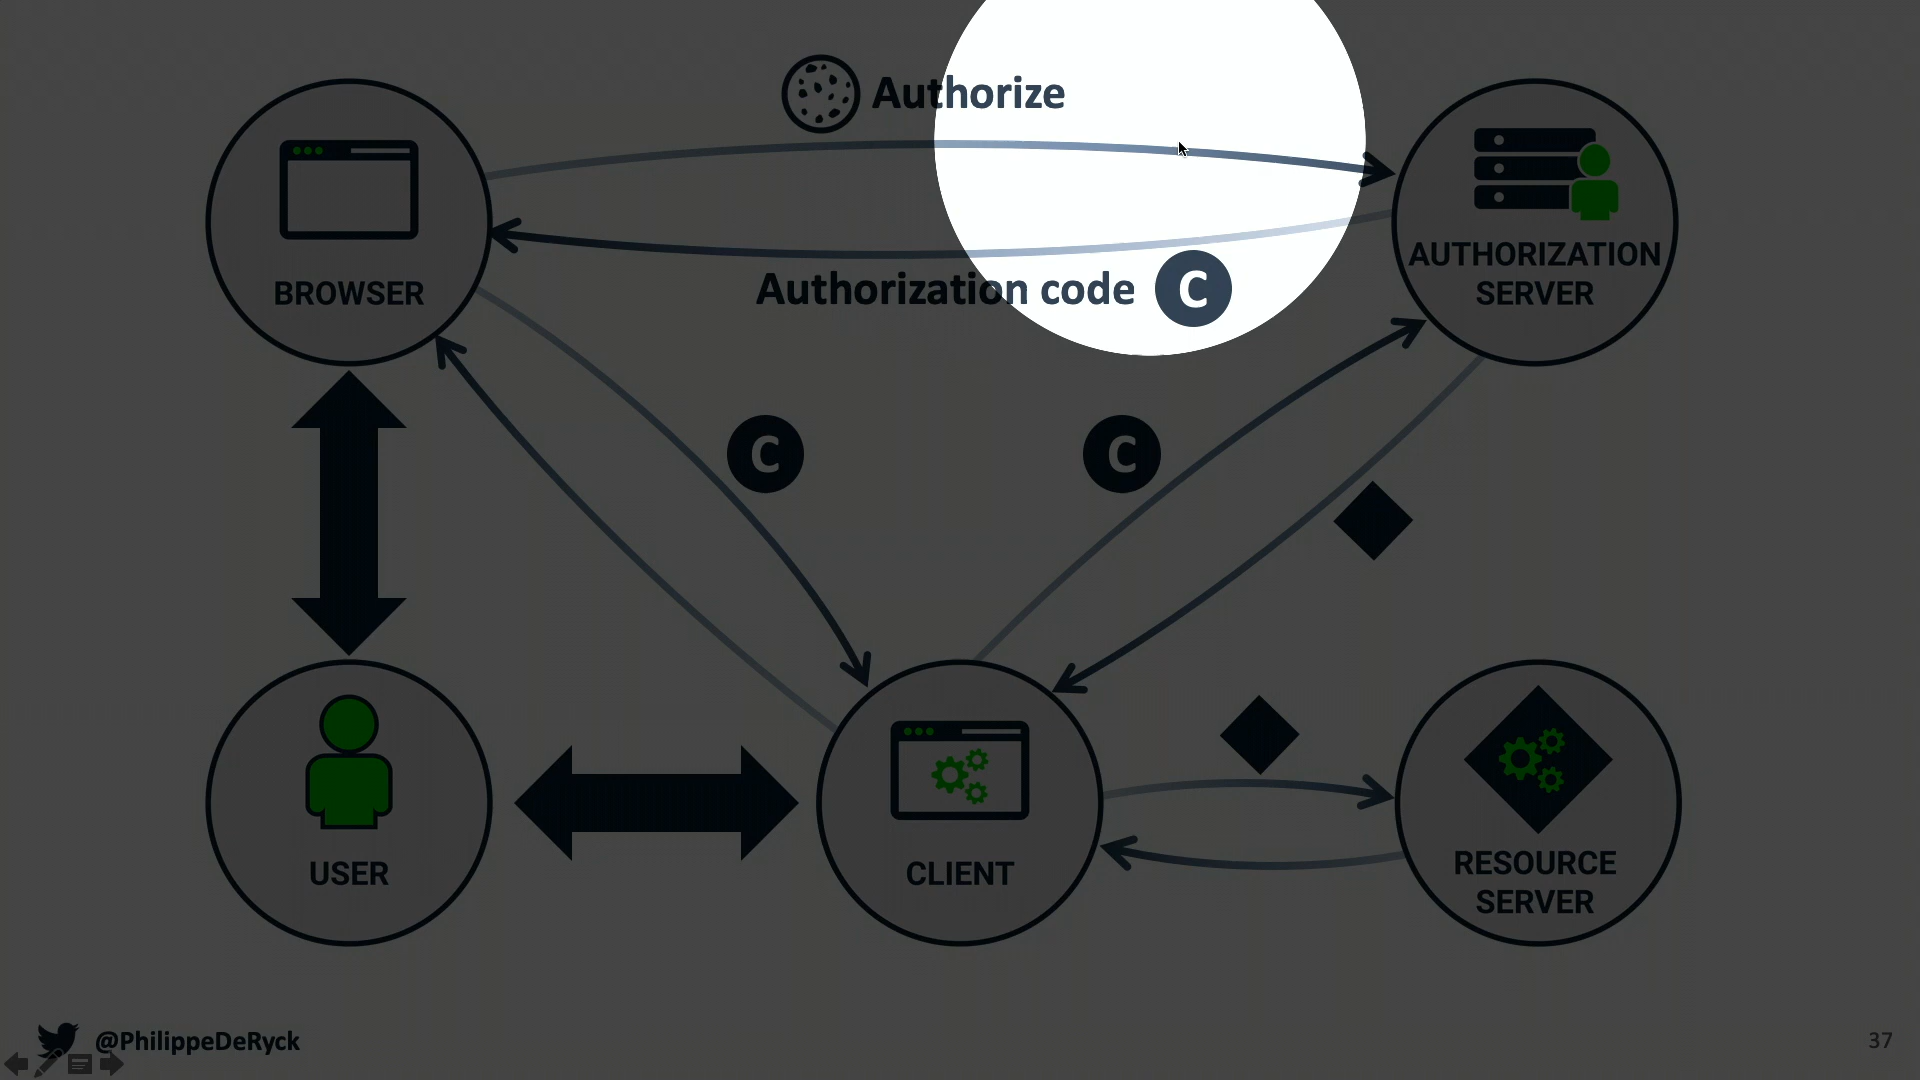 Authorize
BROWSER
AUTHORIZATION
SERVER
Authorization code C
C
C
USER
CLIENT
RESOURCE
SERVER
@PhilippeDeRyck
37